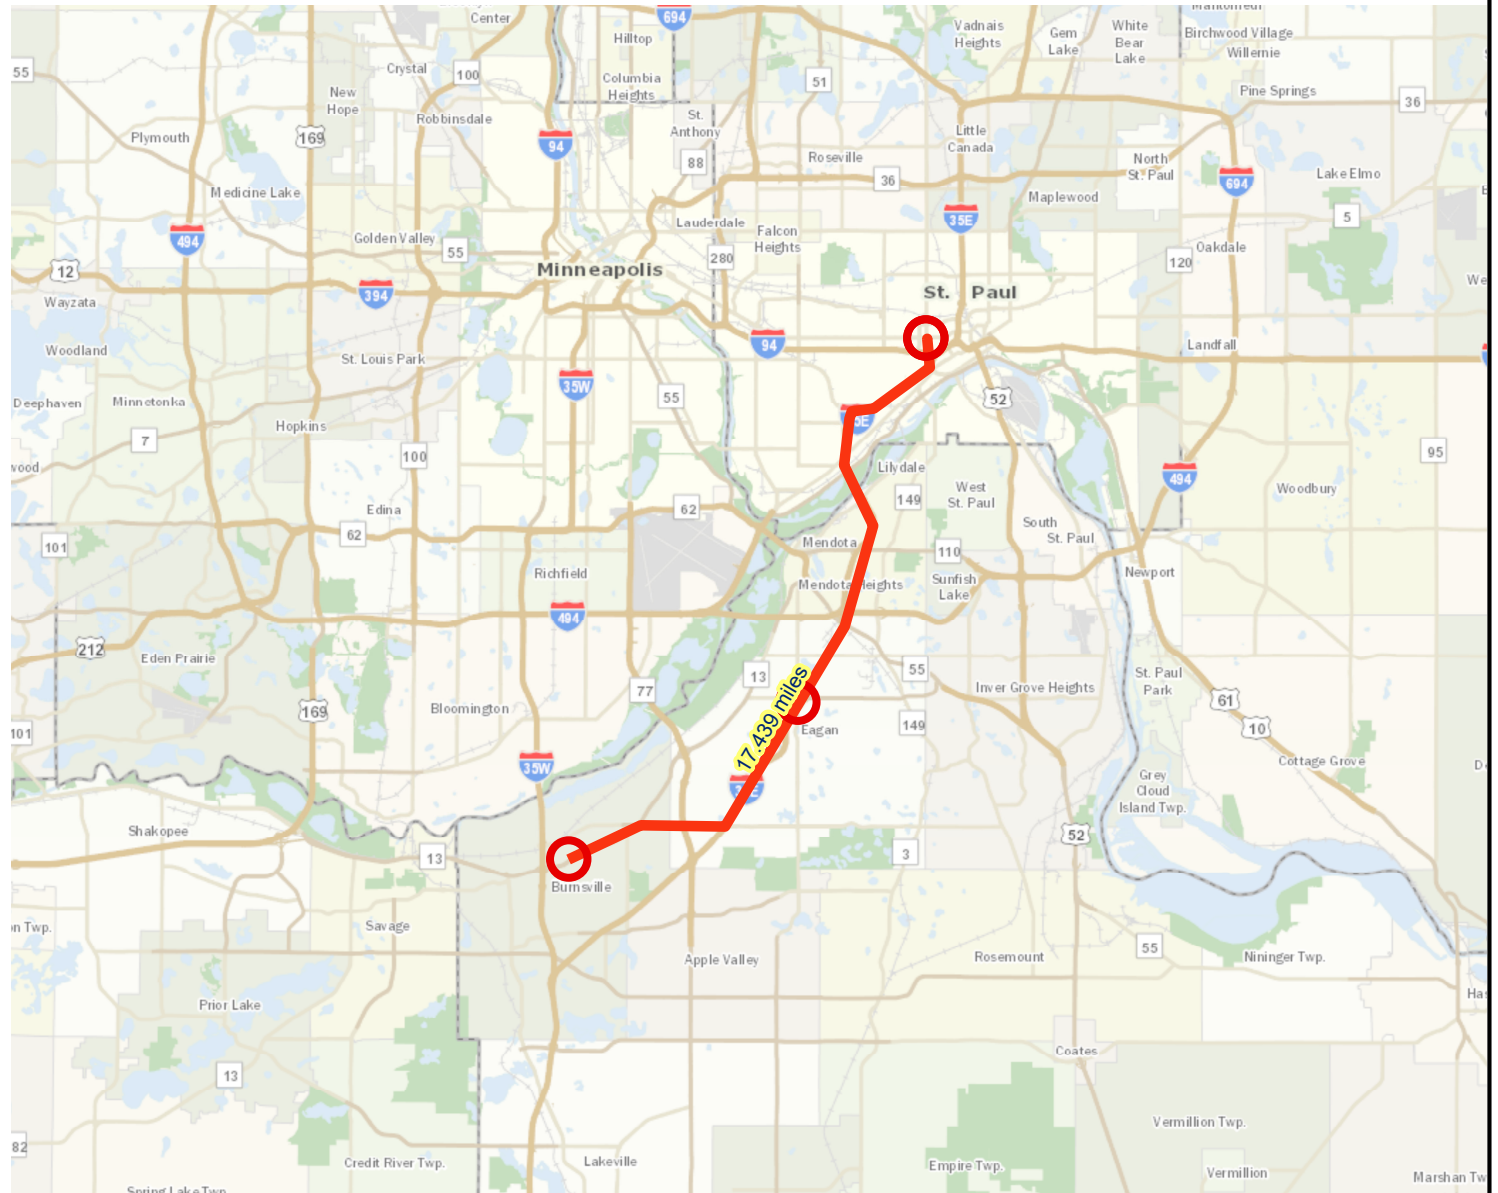 Center
694
Hilltop
Vadnais
Heights
Gem
Lake
White
Bear
Lake
Birchwood Village
Willernie
55
Crystal
100
New
Hope
Columbia
Heights
51
Pine Springs
36
Robbinsdale
St.
Anthony
Little
Canada
Plymouth
169
94
88
Roseville
36
North
St. Paul
694
Lake Elmo
Medicine Lake
Maplewood
5
494
Golden Valley
55
Lauderdale
Falcon
Heights
35E
Oakdale
120
12
Minneapolis
280
Wayzata
394
St. Paul
Woodland
St. Louis Park
94
Landfall
35W
55
52
Deephaven
Minnetonka
Hopkins
7
100
5E
95
Lilydale
494
149
West
St. Paul
Woodbury
Edina
62
62
South
St. Paul
101
Mendota
110
Richfield
Mendota Heights
Sunfish
Lake
Newport
494
212
Eden Prairie
13
55
St. Paul
Park
77
17.439 miles
Inver Grove Heights
61
169
Bloomington
Eagan
149
10
101
35W
Cottage Grove
Grey
Cloud
Island Twp.
Shakopee
13
52
3
Burnsville
Savage
n Twp.
55
Apple Valley
Rosemount
Nininger Twp.
Prior Lake
Coates
13
Vermillion Twp.
82
Credit River Twp.
Lakeville
Empire Twp.
Vermillion
Marshan Tw
Spring Lake Twp.